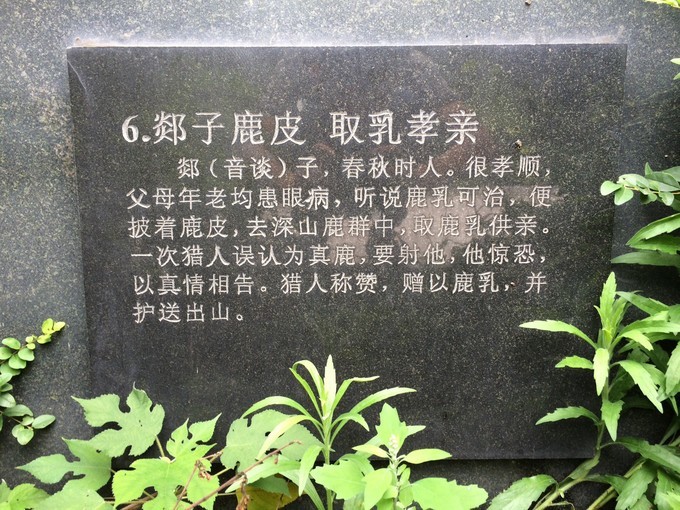 6.郯子鹿皮 取乳孝亲
郯（音谈）子，春秋时人。很孝顺，
父母年老均患眼病，听说鹿乳可治，便
披着鹿皮，去深山鹿群中，取鹿乳供亲。
一次猎人误认为真鹿，要射他，他惊恐，
以真情相告。猎人称赞，赠以鹿乳，并
护送出山。